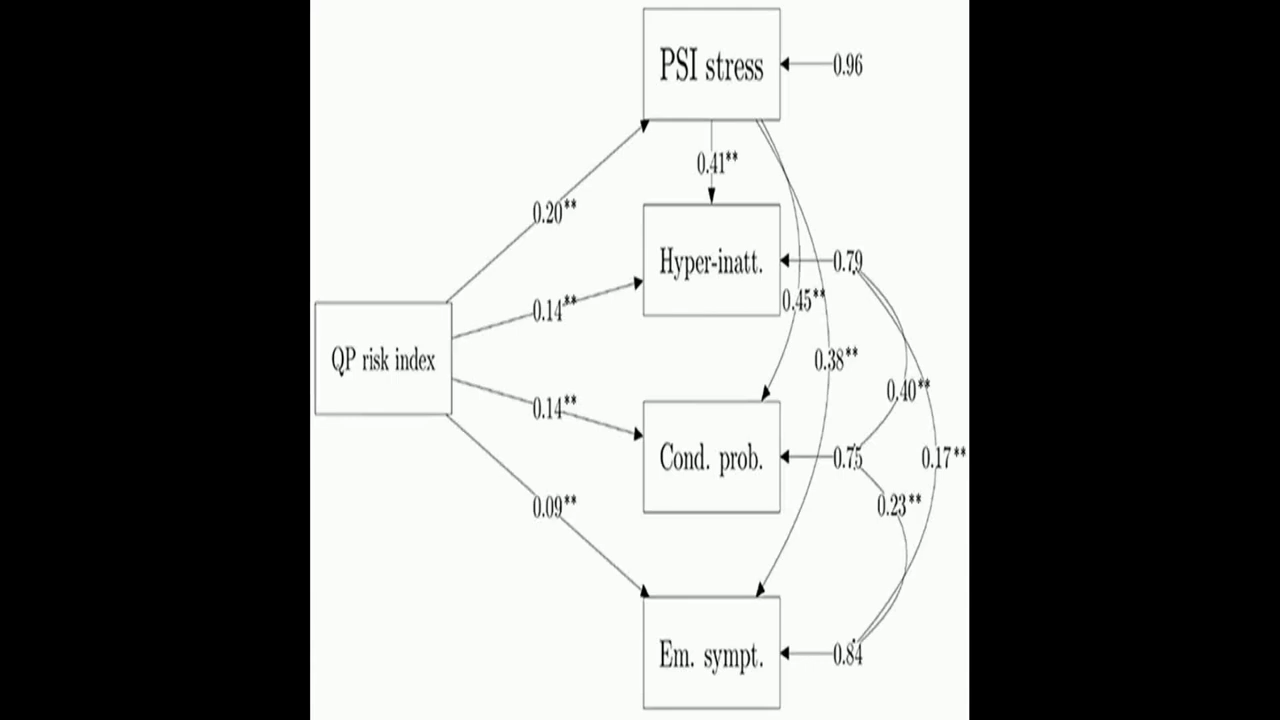 PSI stress
0.96
0.41**
0.20**
Hyper-inatt.
0.79
0.14**
0.45**
QP risk index
0.38**
0.40**
0.14**
Cond. prob.
0.75
0.17**
0.23**
0.09**
Em. sympt.
0.84